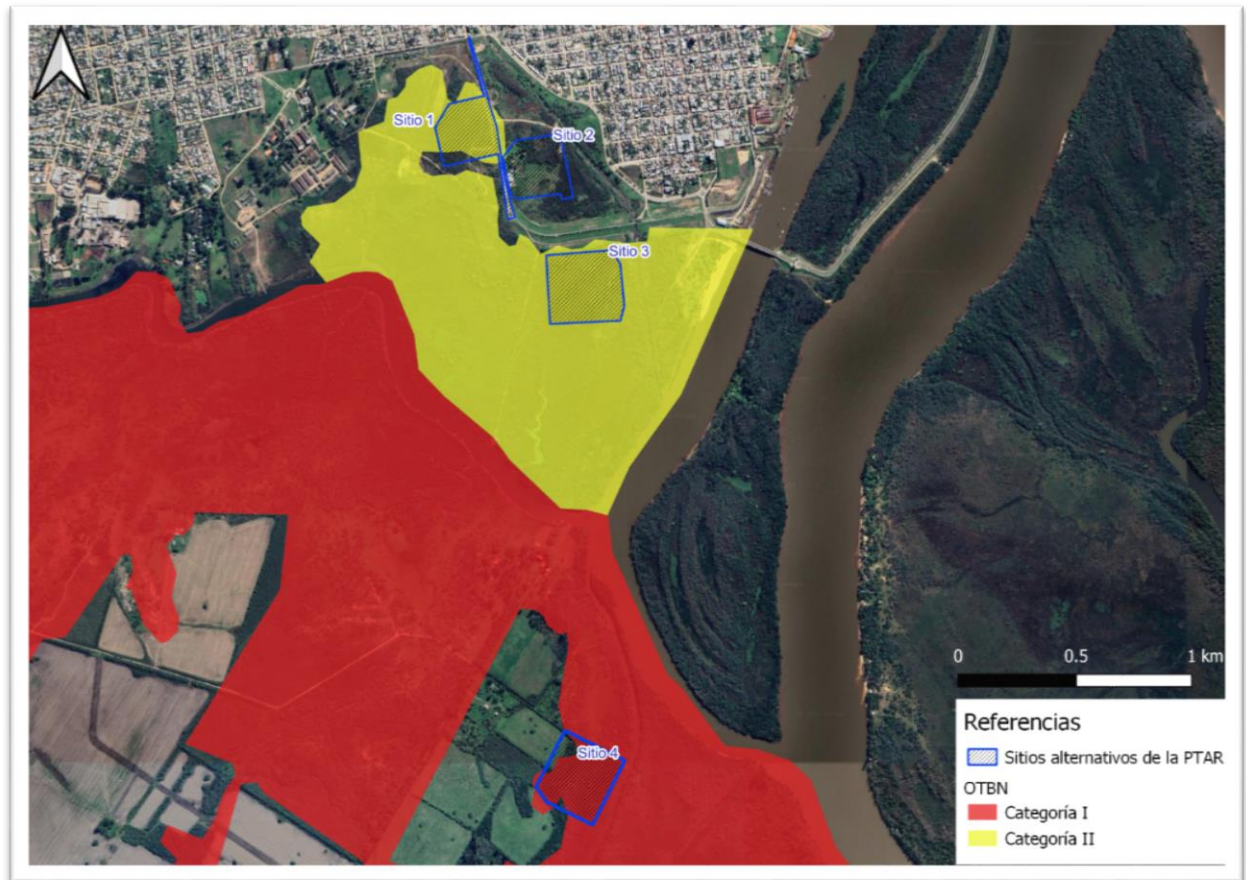 Sitio 1
Sitio 2
Sitio 3
Sitio 4
0 0.5 1 km
Referencias
Sitios alternativos de la PTAR
OTBN
Categoría I
Categoría II